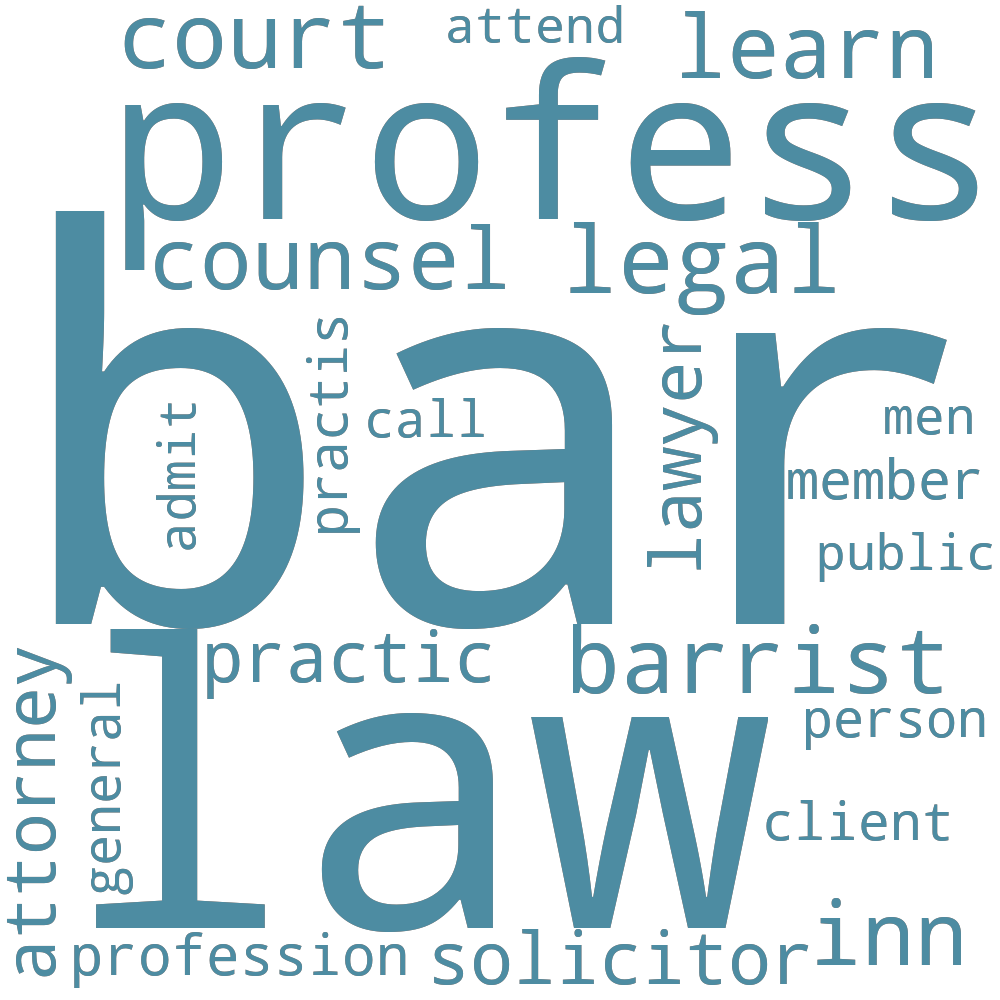 court
attend
learn
profess
counsel
legal
bar
practis
lawyer
admit
call
men
member
public
practic
barrist
attorney
general
law
person
client
inn
profession
solicitor